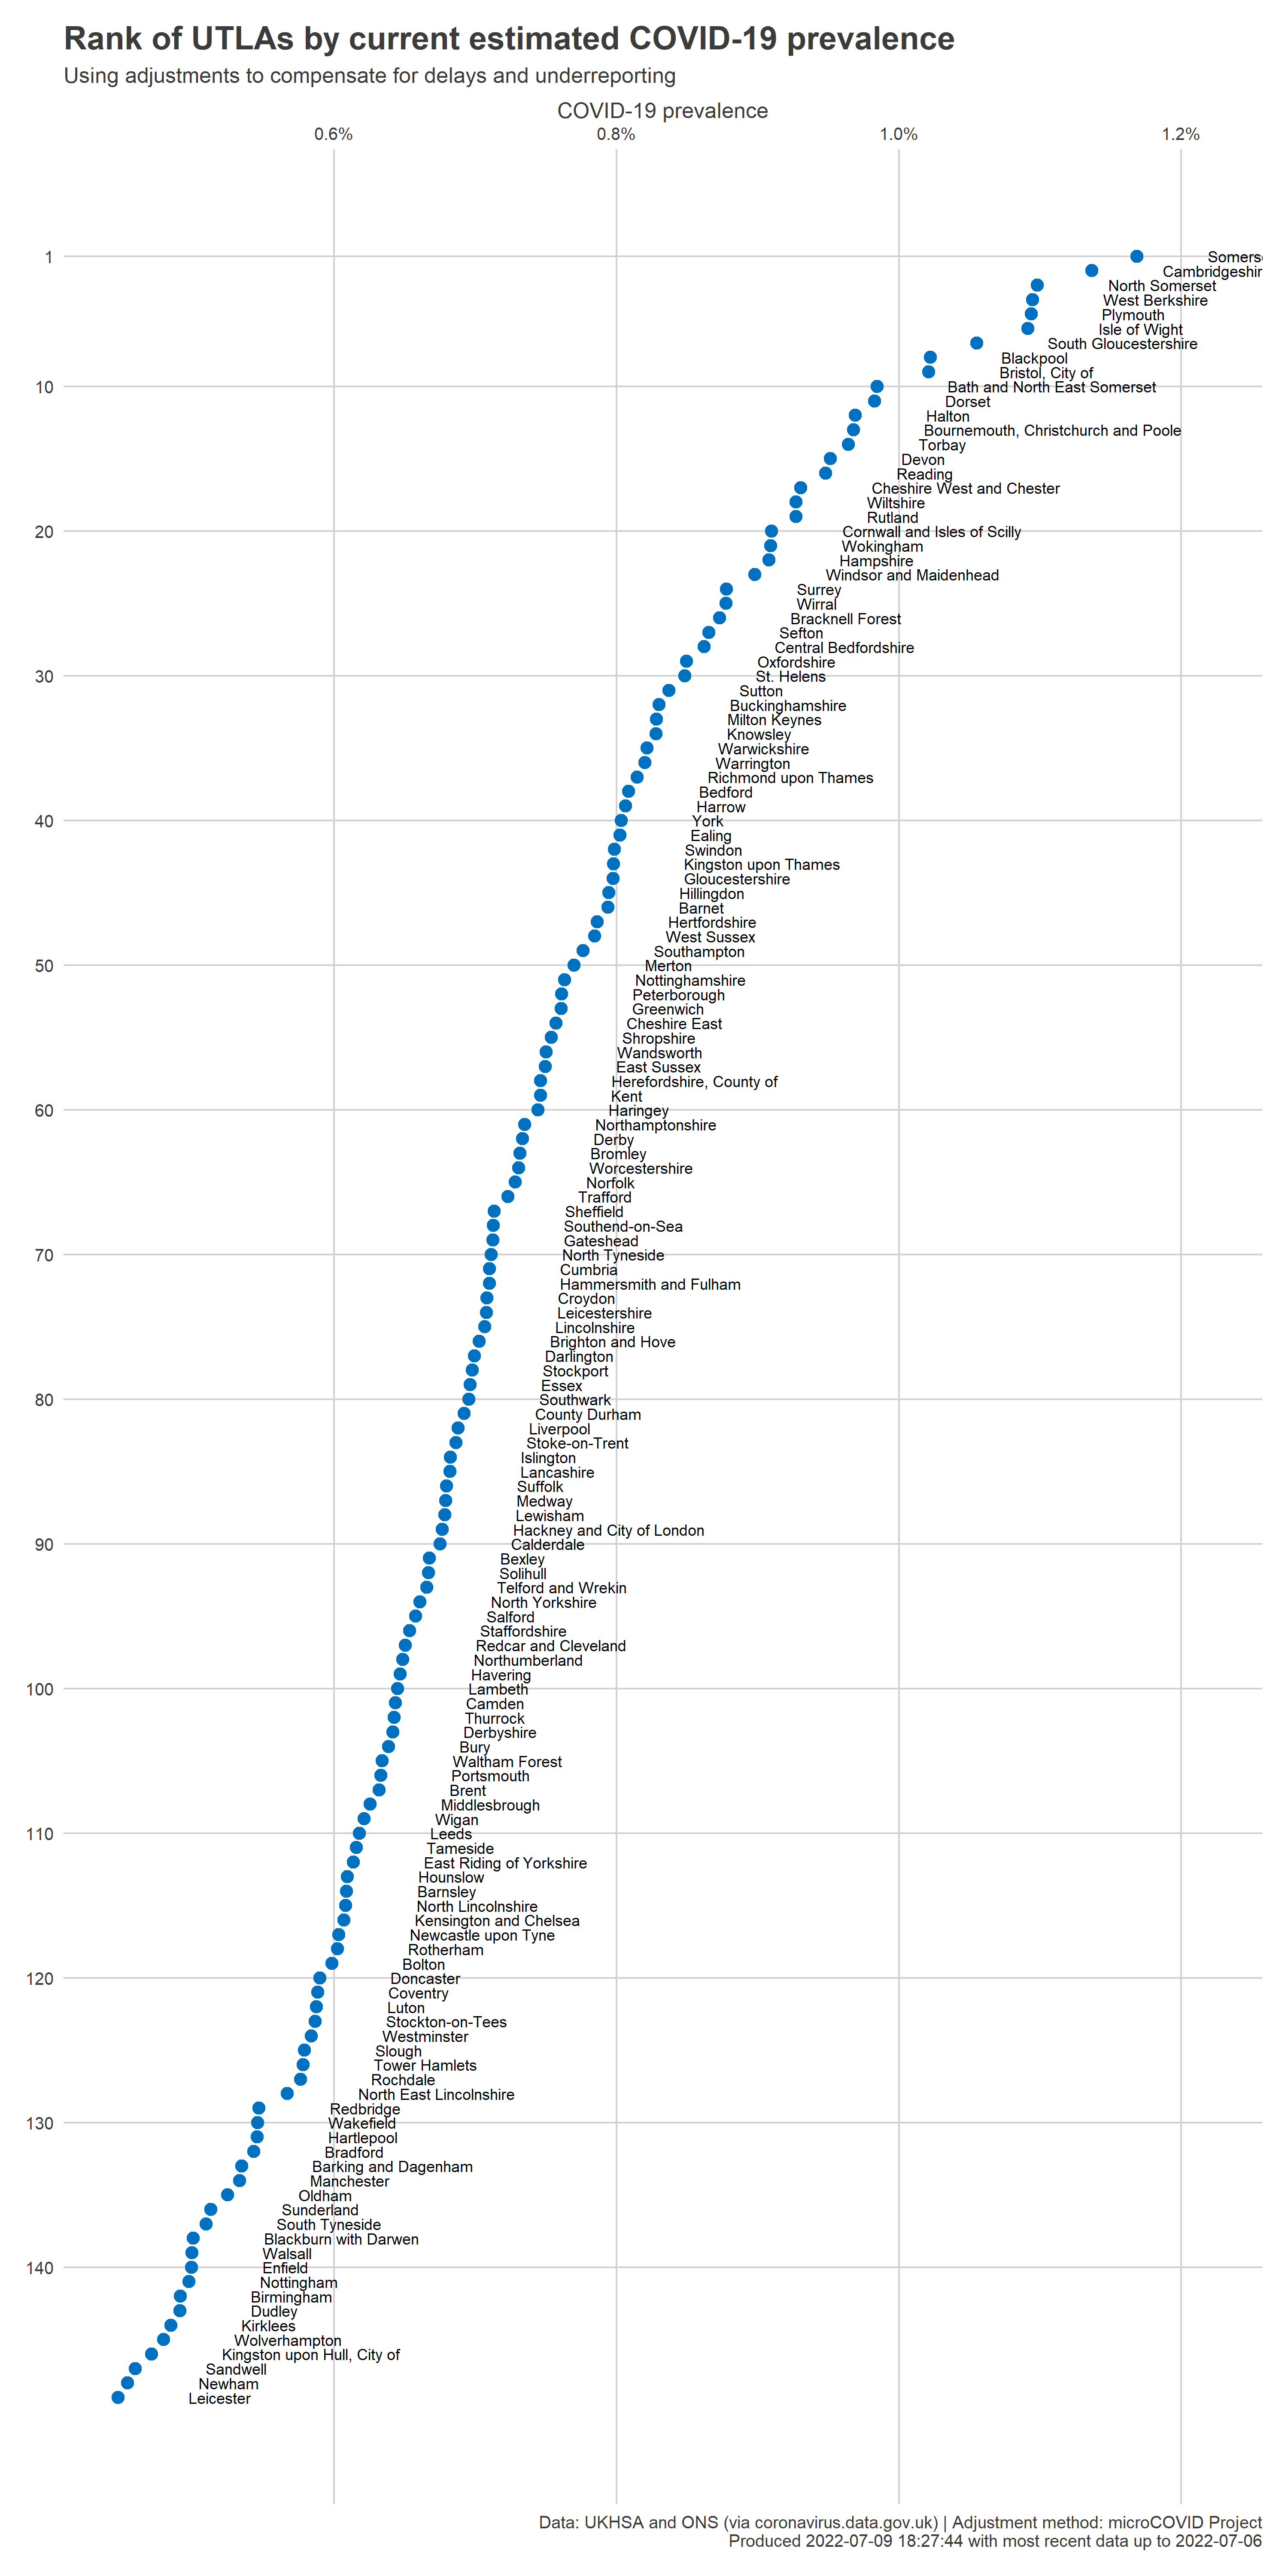 Rank of UTLAs by current estimated COVID-19 prevalence
Using adjustments to compensate for delays and underreporting
COVID-19 prevalence
0.6% 0.8% 1.0% 1.2%
1 Somers
Cambridgeshir
North Somerset
West Berkshire
Plymouth
Isle of Wight
South Gloucestershire
Blackpool
Bristol, City of
10 Bath and North East Somerset
Dorset
Halton
Bournemouth, Christchurch and Poole
Torbay
Devon
Reading
Cheshire West and Chester
Wiltshire
Rutland
20 Cornwall and Isles of Scilly
Wokingham
Hampshire
Windsor and Maidenhead
Surrey
Wirral
Bracknell Forest
Sefton
Central Bedfordshire
Oxfordshire
30 St. Helens
Sutton
Buckinghamshire
Milton Keynes
Knowsley
Warwickshire
Warrington
Richmond upon Thames
Bedford
Harrow
40 York
Ealing
Swindon
Kingston upon Thames
Gloucestershire
Hillingdon
Barnet
Hertfordshire
West Sussex
Southampton
50 Merton
Nottinghamshire
Peterborough
Greenwich
Cheshire East
Shropshire
Wandsworth
East Sussex
Herefordshire, County of
Kent
60 Haringey
Northamptonshire
Derby
Bromley
Worcestershire
Norfolk
Trafford
Sheffield
Southend-on-Sea
Gateshead
70 North Tyneside
Cumbria
Hammersmith and Fulham
Croydon
Leicestershire
Lincolnshire
Brighton and Hove
Darlington
Stockport
Essex
80 Southwark
County Durham
Liverpool
Stoke-on-Trent
Islington
Lancashire
Suffolk
Medway
Lewisham
Hackney and City of London
90 Calderdale
Bexley
Solihull
Telford and Wrekin
North Yorkshire
Salford
Staffordshire
Redcar and Cleveland
Northumberland
Havering
100 Lambeth
Camden
Thurrock
Derbyshire
Bury
Waltham Forest
Portsmouth
Brent
Middlesbrough
Wigan
110 Leeds
Tameside
East Riding of Yorkshire
Hounslow
Barnsley
North Lincolnshire
Kensington and Chelsea
Newcastle upon Tyne
Rotherham
Bolton
120 Doncaster
Coventry
Luton
Stockton-on-Tees
Westminster
Slough
Tower Hamlets
Rochdale
North East Lincolnshire
Redbridge
130 Wakefield
Hartlepool
Bradford
Barking and Dagenham
Manchester
Oldham
Sunderland
South Tyneside
Blackburn with Darwen
Walsall
140 Enfield
Nottingham
Birmingham
Dudley
Kirklees
Wolverhampton
Kingston upon Hull, City of
Sandwell
Newham
Leicester
Data: UKHSA and ONS (via coronavirus.data.gov.uk) | Adjustment method: microCOVID Project
Produced 2022-07-09 18:27:44 with most recent data up to 2022-07-06